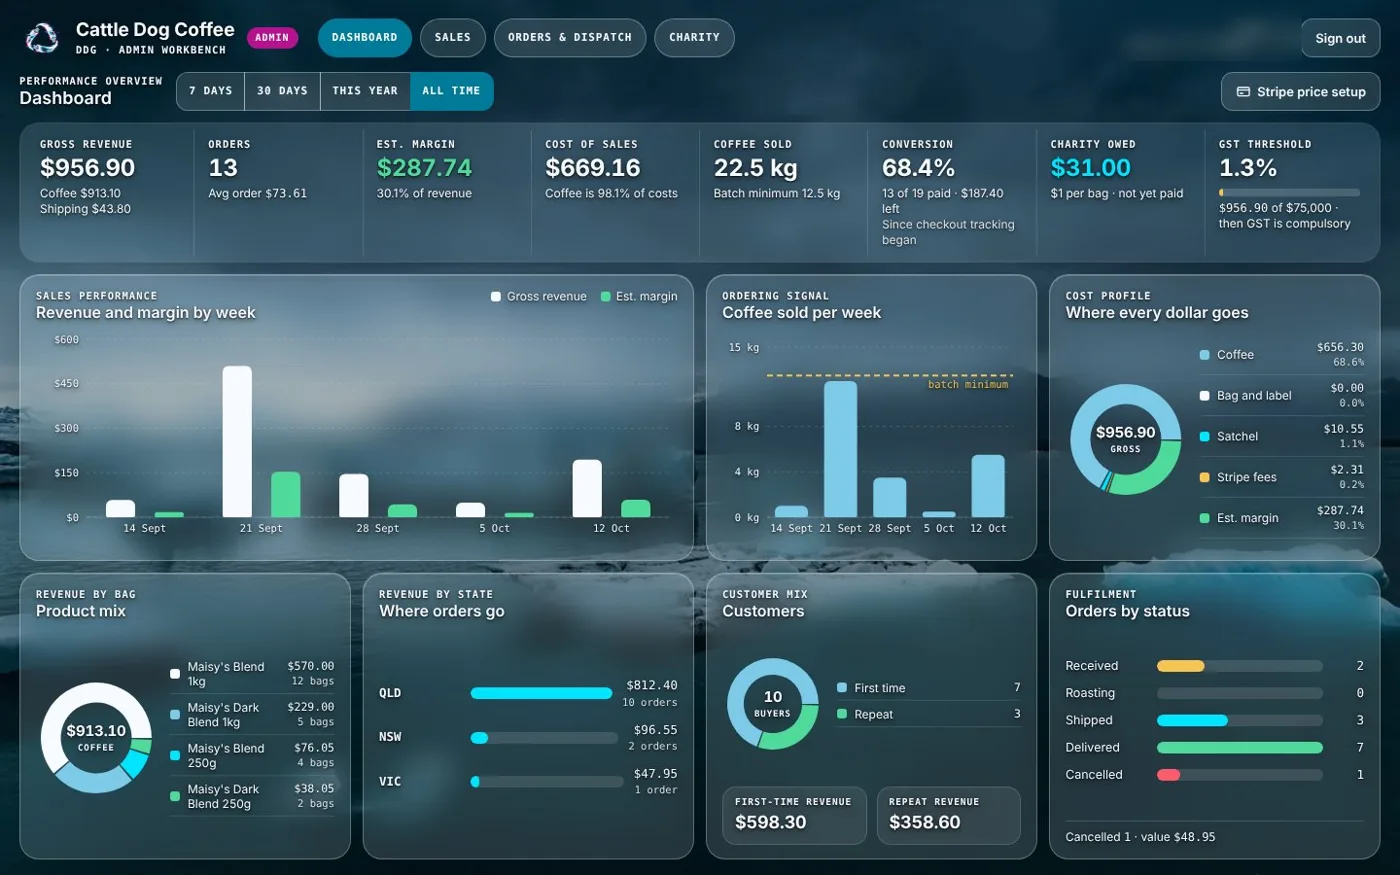 Cattle Dog Coffee
DDG · ADMIN WORKBENCH
ADMIN
DASHBOARD
SALES
ORDERS & DISPATCH
CHARITY
Sign out
PERFORMANCE OVERVIEW
Dashboard
7 DAYS
30 DAYS
THIS YEAR
ALL TIME
Stripe price setup
GROSS REVENUE
$956.90
Coffee $913.10
Shipping $43.80
ORDERS
13
Avg order $73.61
EST. MARGIN
$287.74
30.1% of revenue
COST OF SALES
$669.16
Coffee is 98.1% of costs
COFFEE SOLD
22.5 kg
Batch minimum 12.5 kg
CONVERSION
68.4%
13 of 19 paid · $187.40
left
Since checkout tracking
began
CHARITY OWED
$31.00
$1 per bag · not yet paid
GST THRESHOLD
1.3%
$956.90 of $75,000 ·
then GST is compulsory
SALES PERFORMANCE
Revenue and margin by week
Gross revenue
Est. margin
$600
$450
$300
$150
$0
14 Sept
21 Sept
28 Sept
5 Oct
12 Oct
ORDERING SIGNAL
Coffee sold per week
15 kg
batch minimum
8 kg
4 kg
0 kg
14 Sept
21 Sept
28 Sept
5 Oct
12 Oct
COST PROFILE
Where every dollar goes
$956.90
GROSS
Coffee
$656.30
68.6%
Bag and label
$0.00
0.0%
Satchel
$10.55
1.1%
Stripe fees
$2.31
0.2%
Est. margin
$287.74
30.1%
REVENUE BY BAG
Product mix
$913.10
COFFEE
Maisy's Blend
1kg
$570.00
12 bags
Maisy's Dark
Blend 1kg
$229.00
5 bags
Maisy's Blend
250g
$76.05
4 bags
Maisy's Dark
Blend 250g
$38.05
2 bags
REVENUE BY STATE
Where orders go
QLD
$812.40
10 orders
NSW
$96.55
2 orders
VIC
$47.95
1 order
CUSTOMER MIX
Customers
10
BUYERS
First time
7
Repeat
3
FIRST-TIME REVENUE
$598.30
REPEAT REVENUE
$358.60
FULFILMENT
Orders by status
Received
2
Roasting
0
Shipped
3
Delivered
7
Cancelled
1
Cancelled 1 · value $48.95